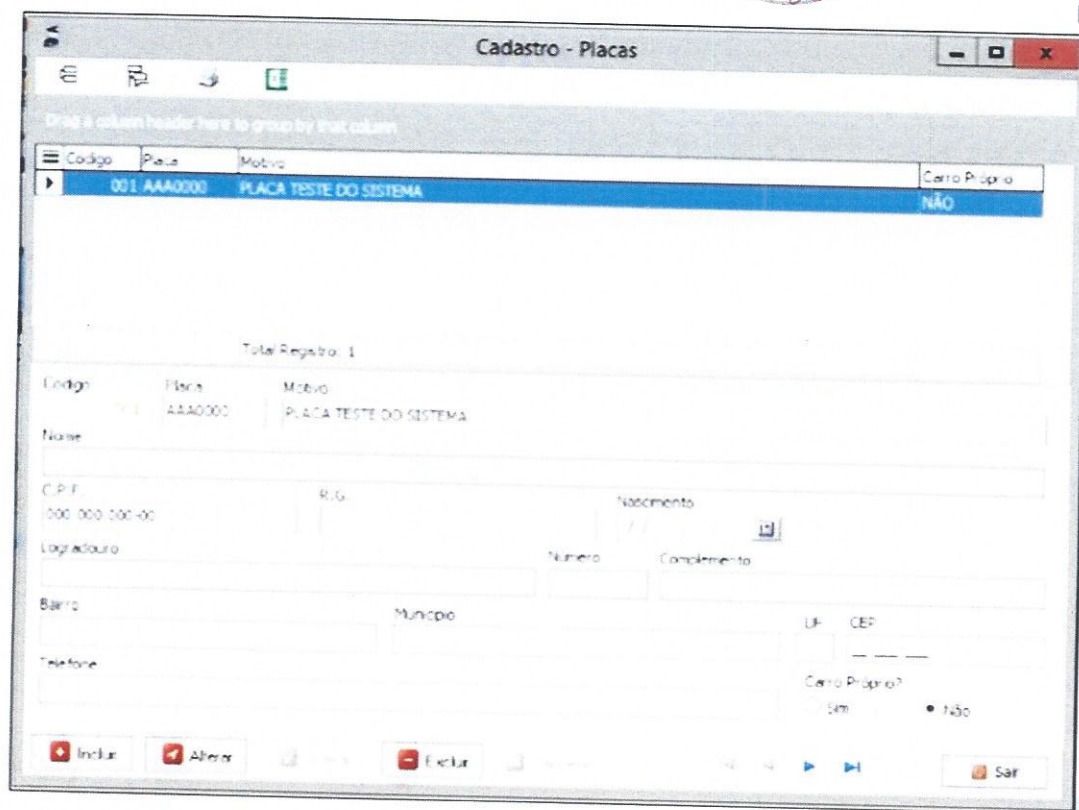 Cadastro - Placas
Drag a column header here to group by that column
Codigo Placa Motivo Carro Próprio
001 AAA0000 PLACA TESTE DO SISTEMA NÃO
Total Registro: 1
Codigo Placa Motivo
AAA0000 PLACA TESTE DO SISTEMA
Nome
C.P.F. R.G. Nascimento
000.000.000-00 / /
Logradouro Numero Complemento
Bairro Municipio UF CEP
Telefone Carro Próprio?
Sim Não
Incluir Alterar Excluir Sair